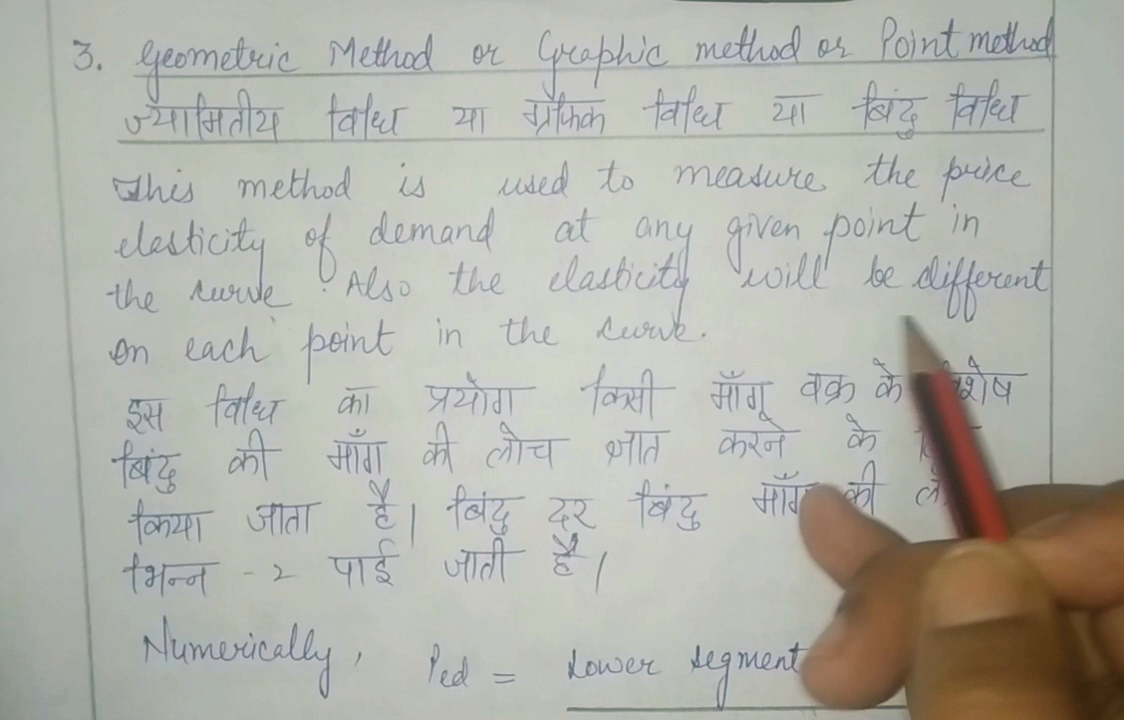 3. Geometric Method or Graphic method or Point method
ज्यामितीय विधि या ग्राफिक विधि या बिंदु विधि
This method is used to measure the price
elasticity of demand at any given point in
the curve. Also the elasticity will be different
on each point in the curve.
इस विधि का प्रयोग किसी माँग वक्र के
बिंदु की माँग की लोच ज्ञात करने के
किया जाता है। बिंदु दर बिंदु माँग की
भिन्न-2 पाई जाती है।
Numerically, Ped = Lower segment